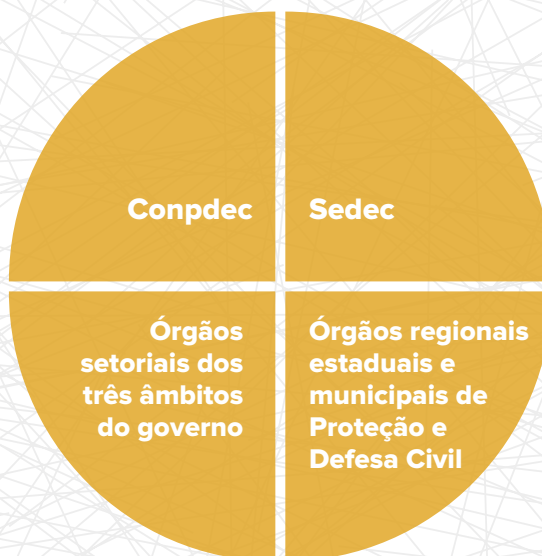 Conpdec
Sedec
Órgãos
setoriais dos
três âmbitos
do governo
Órgãos regionais
estaduais e
municipais de
Proteção e
Defesa Civil